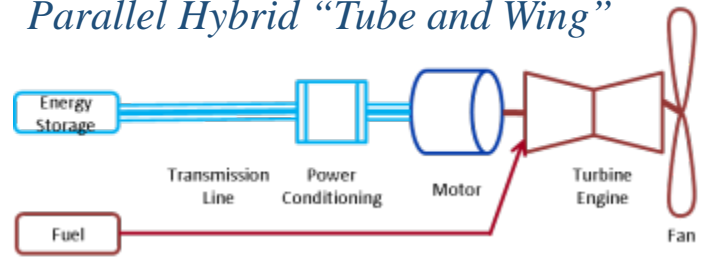 Parallel Hybrid “Tube and Wing”
Energy
Storage
Transmission
Line
Power
Conditioning
Motor
Turbine
Engine
Fuel
Fan